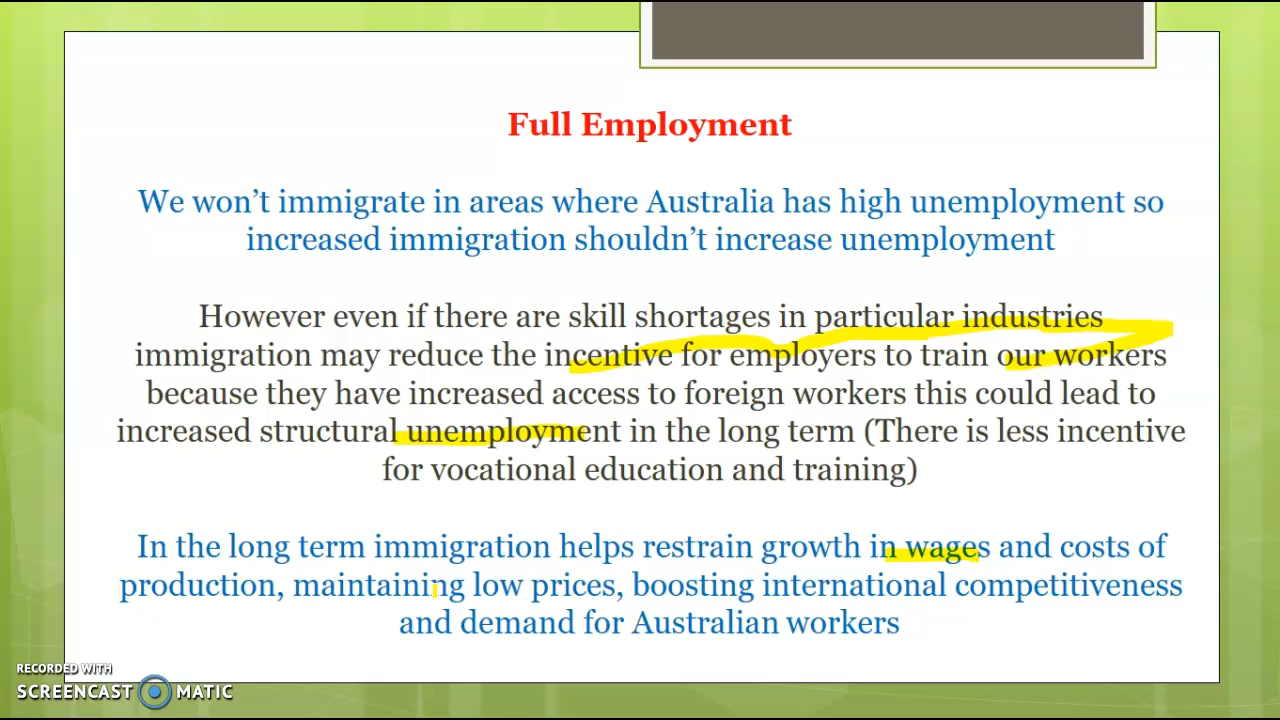 Full Employment
We won’t immigrate in areas where Australia has high unemployment so
increased immigration shouldn’t increase unemployment
However even if there are skill shortages in particular industries
immigration may reduce the incentive for employers to train our workers
because they have increased access to foreign workers this could lead to
increased structural unemployment in the long term (There is less incentive
for vocational education and training)
In the long term immigration helps restrain growth in wages and costs of
production, maintaining low prices, boosting international competitiveness
and demand for Australian workers
RECORDED WITH
SCREENCAST MATIC